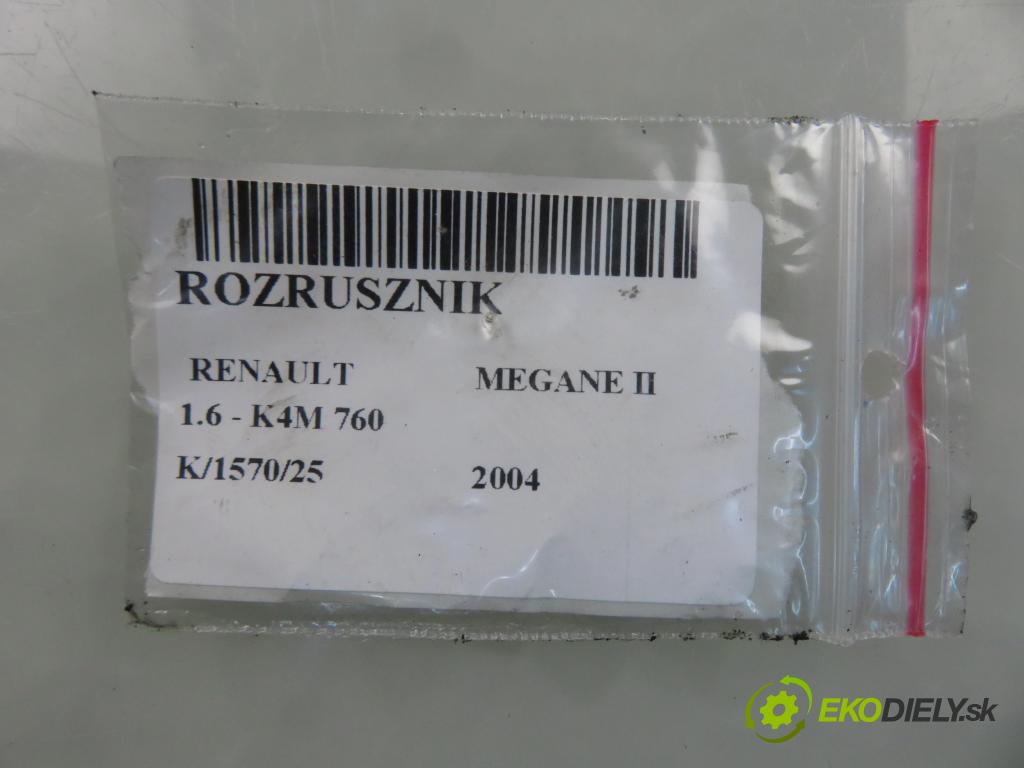 ROZRUSZNIK
RENAULT MEGANE II
1.6 - K4M 760
K/1570/25 2004
EKODIELY.sk